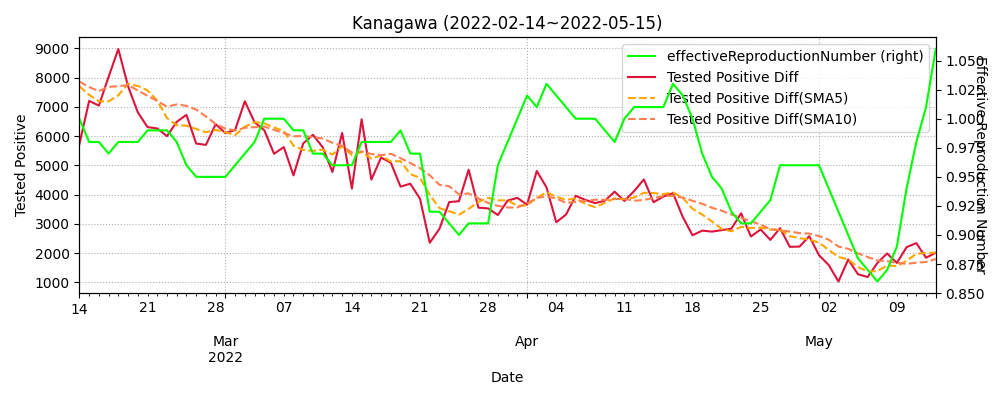 Kanagawa (2022-02-14~2022-05-15)
effectiveReproductionNumber (right)
Tested Positive Diff
Tested Positive Diff(SMA5)
Tested Positive Diff(SMA10)
Tested Positive
9000
8000
7000
6000
5000
4000
3000
2000
1000
1.050
1.025
1.000
0.975
0.950
0.925
0.900
0.875
0.850
effective Reproduction Number
14 21 28 07 14 21 28 04 11 18 25 02 09
Mar Apr May
2022
Date